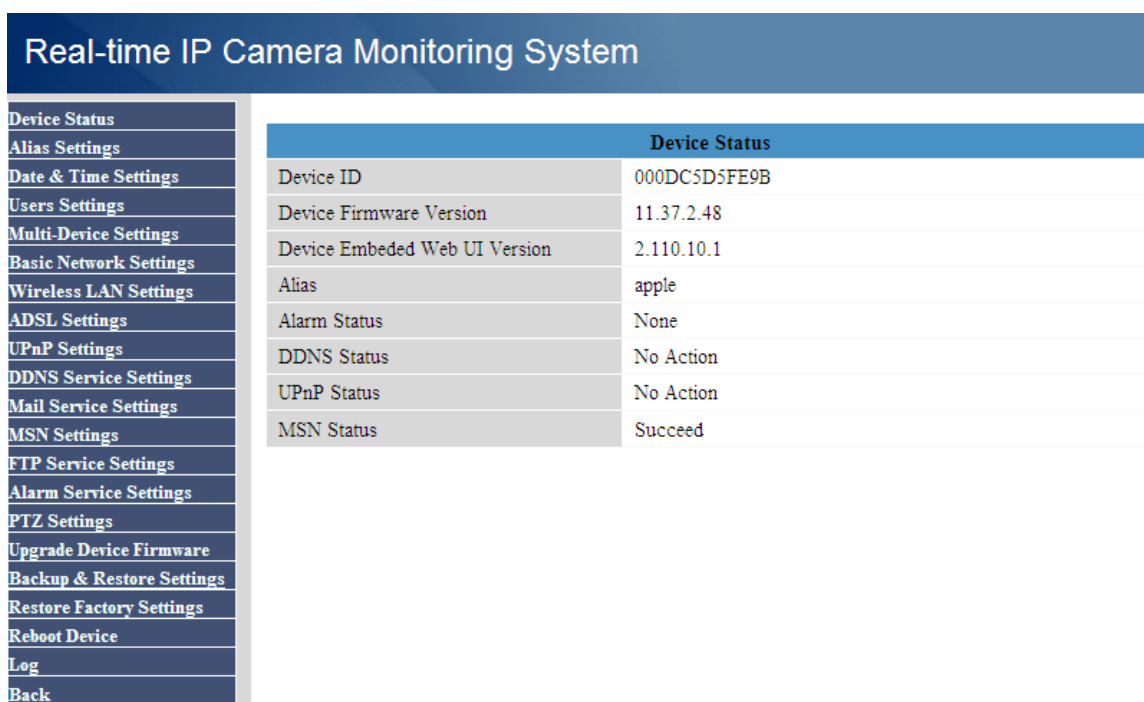 Real-time IP Camera Monitoring System
Device Status
Alias Settings
Date & Time Settings
Users Settings
Multi-Device Settings
Basic Network Settings
Wireless LAN Settings
ADSL Settings
UPnP Settings
DDNS Service Settings
Mail Service Settings
MSN Settings
FTP Service Settings
Alarm Service Settings
PTZ Settings
Upgrade Device Firmware
Backup & Restore Settings
Restore Factory Settings
Reboot Device
Log
Back
Device Status
Device ID 000DC5D5FE9B
Device Firmware Version 11.37.2.48
Device Embeded Web UI Version 2.110.10.1
Alias apple
Alarm Status None
DDNS Status No Action
UPnP Status No Action
MSN Status Succeed